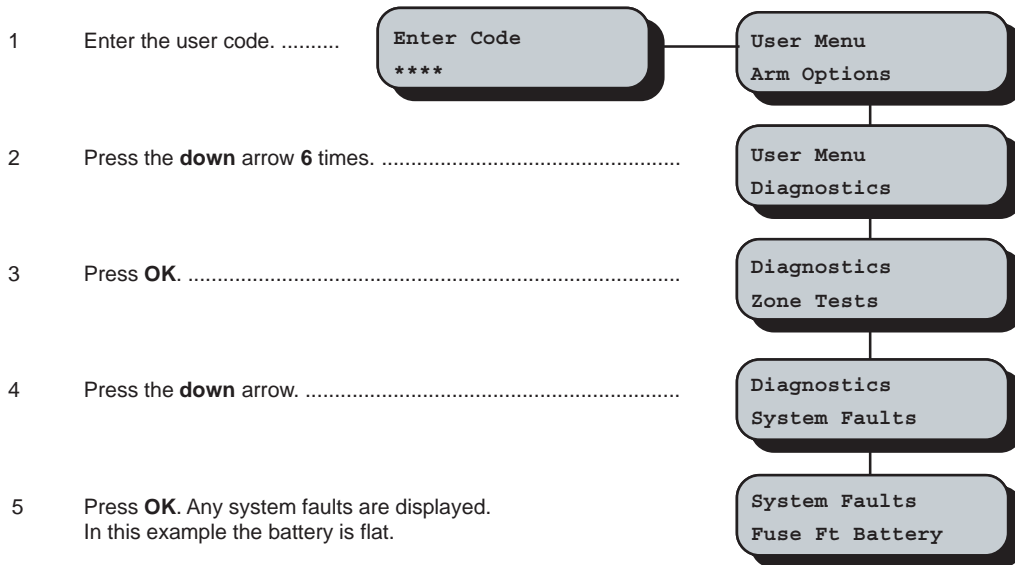 1 Enter the user code. ..........
Enter Code
****
User Menu
Arm Options
2 Press the down arrow 6 times. ...................................................
User Menu
Diagnostics
3 Press OK. ....................................................................................
Diagnostics
Zone Tests
4 Press the down arrow. ................................................................
Diagnostics
System Faults
5 Press OK. Any system faults are displayed.
In this example the battery is flat.
System Faults
Fuse Ft Battery